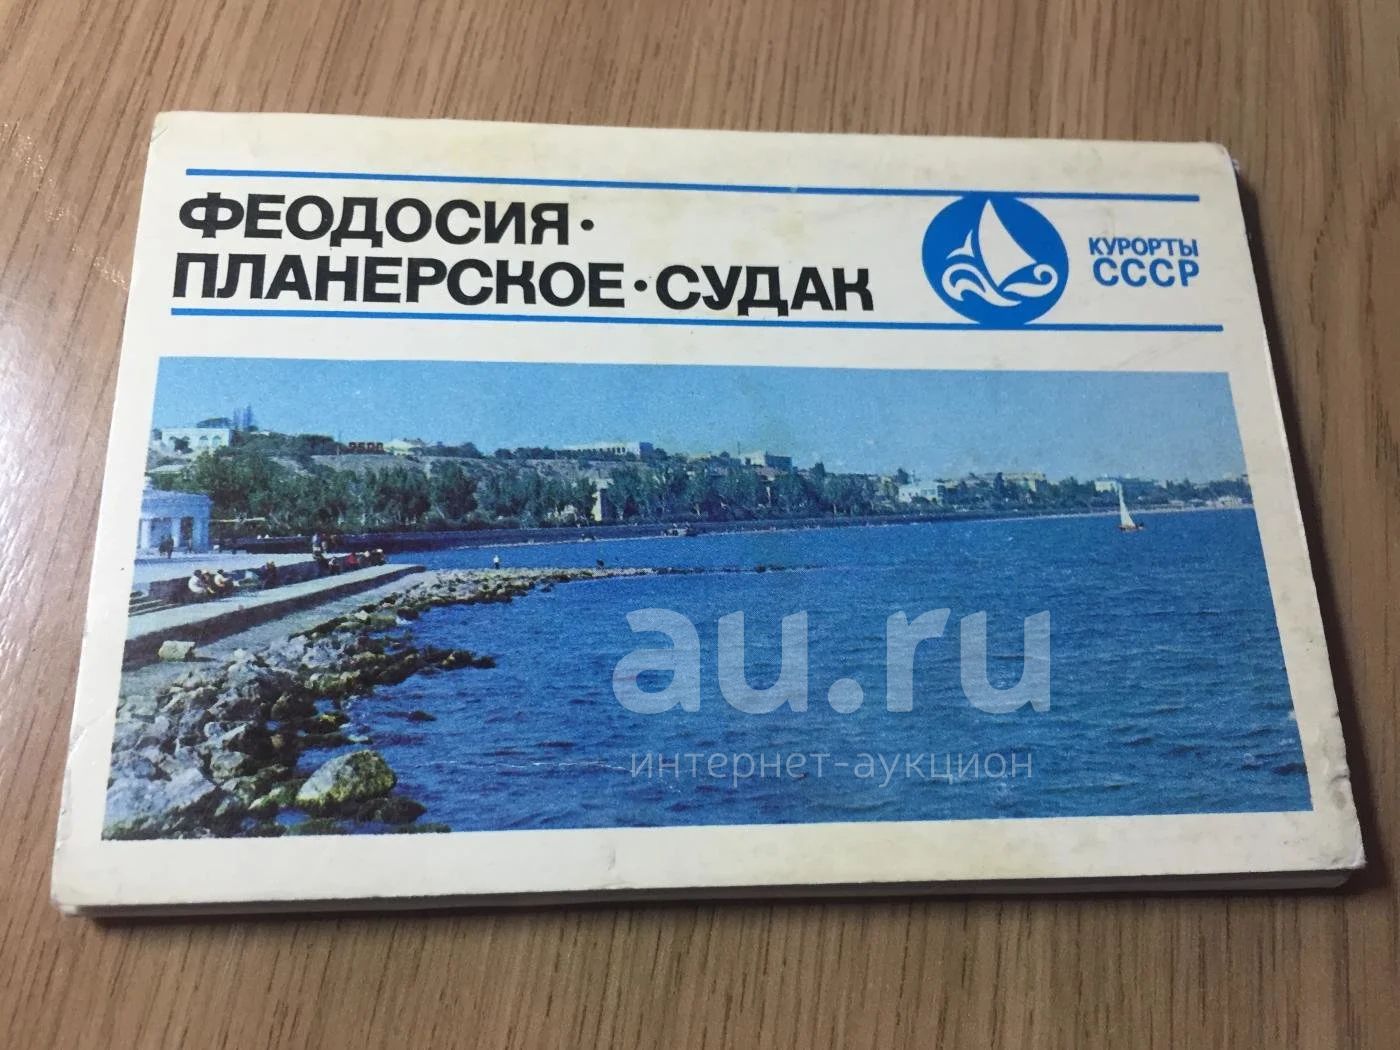 ФЕОДОСИЯ·
ПЛАНЕРСКОЕ·СУДАК
КУРОРТЫ
СССР
au.ru
интернет-аукцион